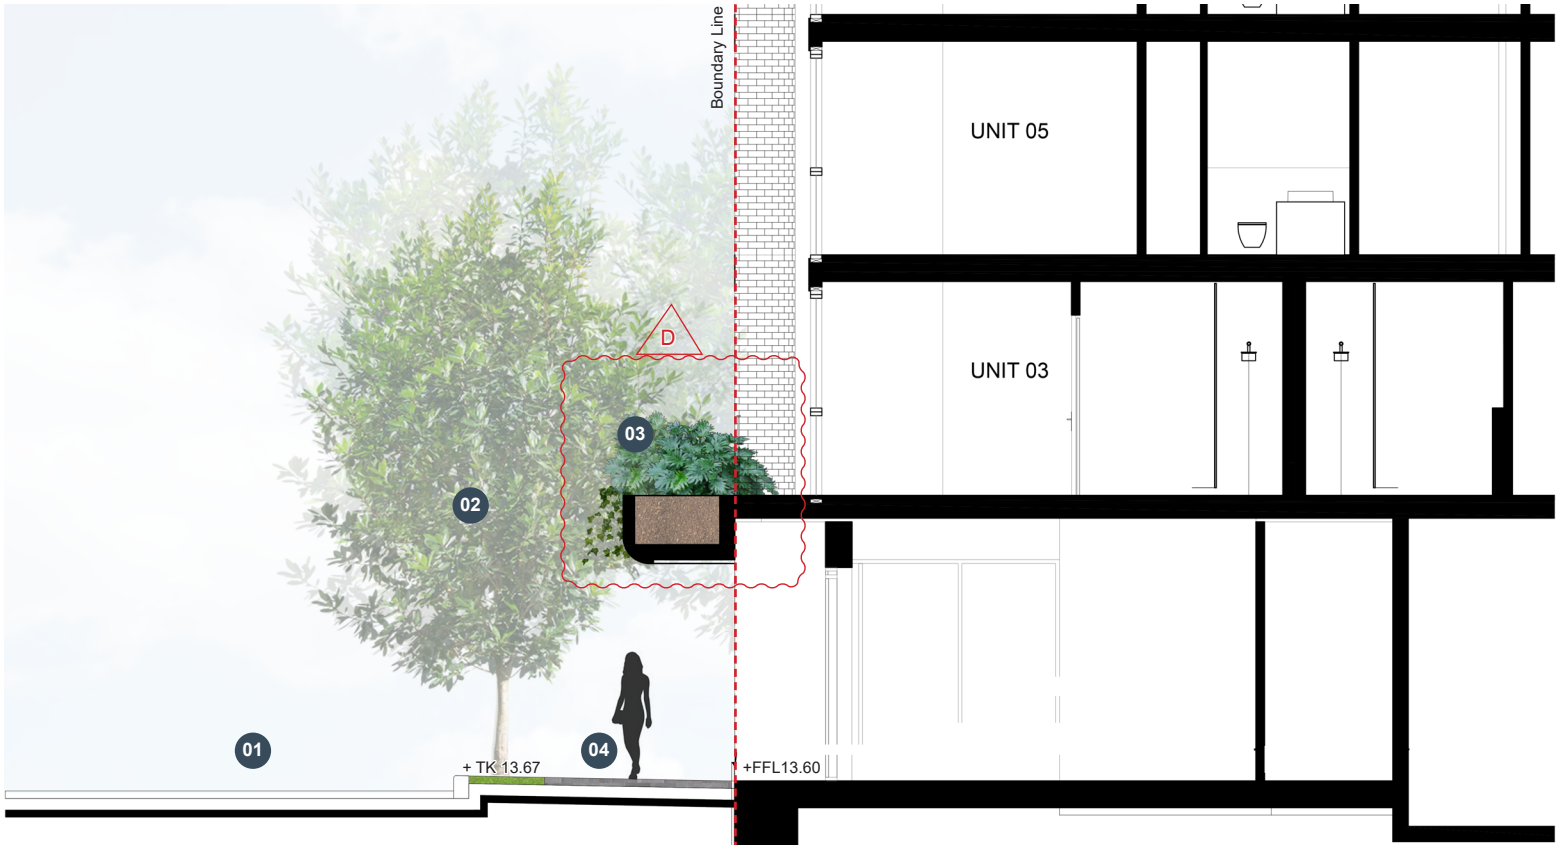 Boundary Line
UNIT 05
D
UNIT 03
03
02
01
04
+ TK 13.67
+FFL13.60